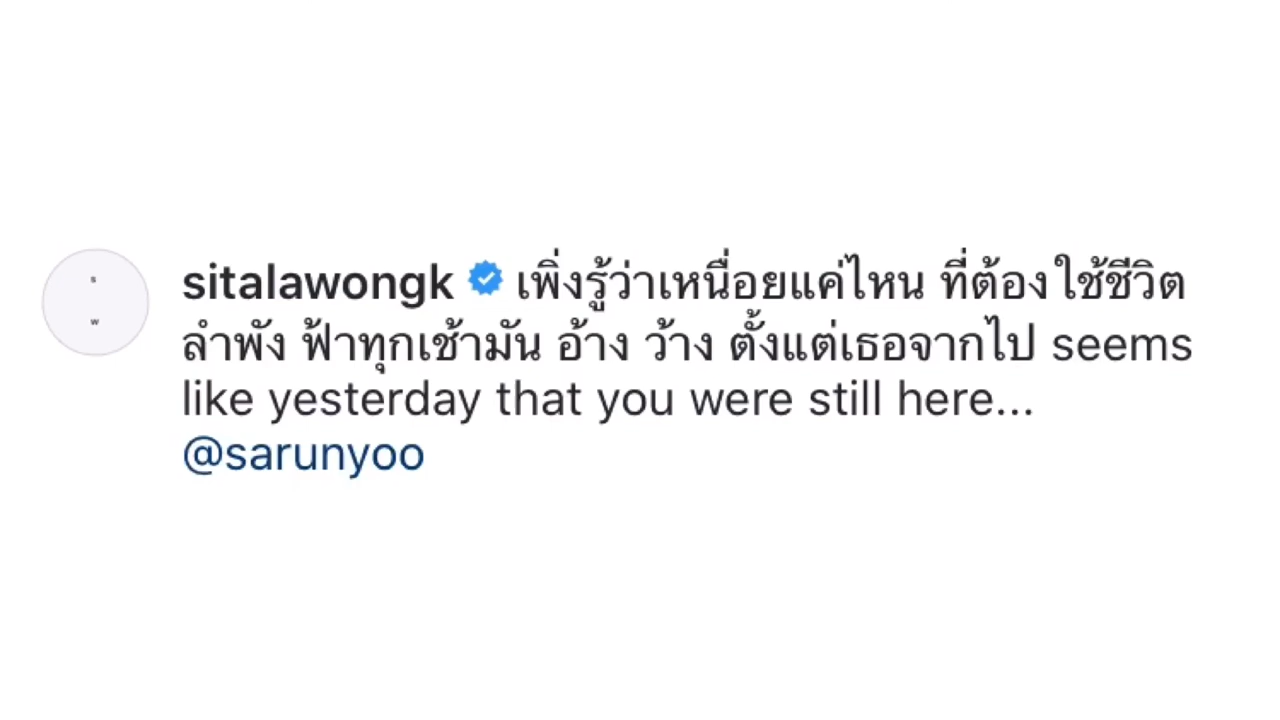 s
w
sitalawongk เพิ่งรู้ว่าเหนื่อยแค่ไหน ที่ต้องใช้ชีวิต
ลำพัง ฟ้าทุกเช้ามัน อ้าง ว้าง ตั้งแต่เธอจากไป seems
like yesterday that you were still here...
@sarunyoo